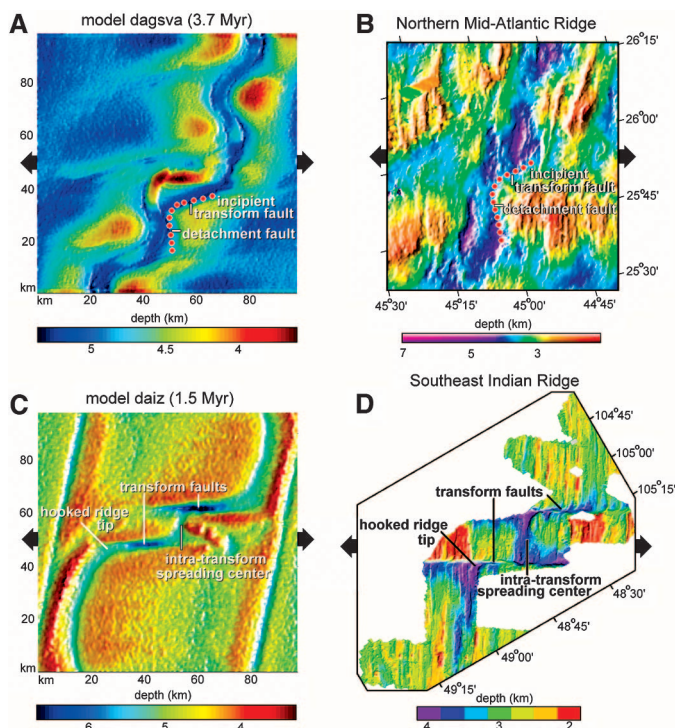 A
model dagsva (3.7 Myr)
80
60
40
20
km
km
20
40
60
80
incipient
transform fault
detachment fault
depth (km)
5
4.5
4
B
Northern Mid-Atlantic Ridge
26°15'
26°00'
25°45'
25°30'
45°30'
45°15'
45°00'
44°45'
incipient
transform fault
detachment fault
depth (km)
7
5
3
C
model daiz (1.5 Myr)
80
60
40
20
km
km
20
40
60
80
transform faults
hooked ridge
tip
intra-transform
spreading center
depth (km)
6
5
4
D
Southeast Indian Ridge
104°45'
105°00'
105°15'
transform faults
hooked ridge
tip
intra-transform
spreading center
48°30'
48°45'
49°00'
49°15'
depth (km)
4
3
2